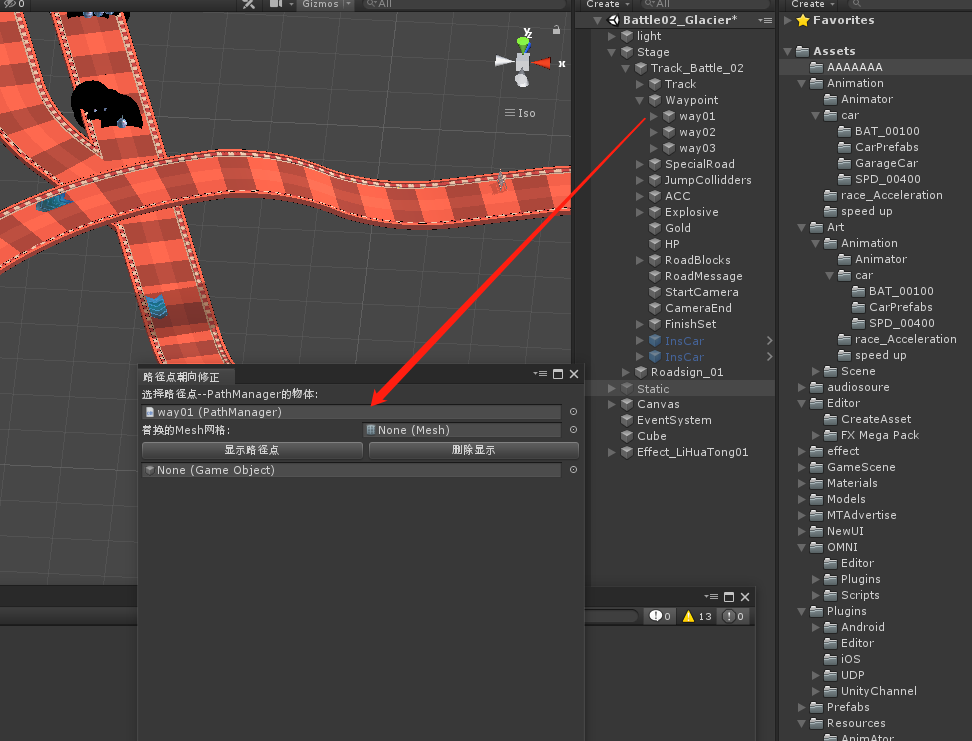 0
Gizmos
All
y
z
x
Iso
路径点朝向修正
选择路径点--PathManager的物体:
way01 (PathManager)
替换的Mesh网格:
None (Mesh)
显示路径点
删除显示
None (Game Object)
0
13
0
Create
All
Battle02_Glacier*
light
Stage
Track_Battle_02
Track
Waypoint
way01
way02
way03
SpecialRoad
JumpCollidders
ACC
Explosive
Gold
HP
RoadBlocks
RoadMessage
StartCamera
CameraEnd
FinishSet
InsCar
InsCar
Roadsign_01
Static
Canvas
EventSystem
Cube
Effect_LiHuaTong01
Create
Favorites
Assets
AAAAAAA
Animation
Animator
car
BAT_00100
CarPrefabs
GarageCar
SPD_00400
race_Acceleration
speed up
Art
Animation
Animator
car
BAT_00100
CarPrefabs
SPD_00400
race_Acceleration
speed up
Scene
audiosoure
Editor
CreateAsset
FX Mega Pack
effect
GameScene
Materials
Models
MTAdvertise
NewUI
OMNI
Editor
Plugins
Scripts
Plugins
Android
Editor
iOS
UDP
UnityChannel
Prefabs
Resources
AnimAtor